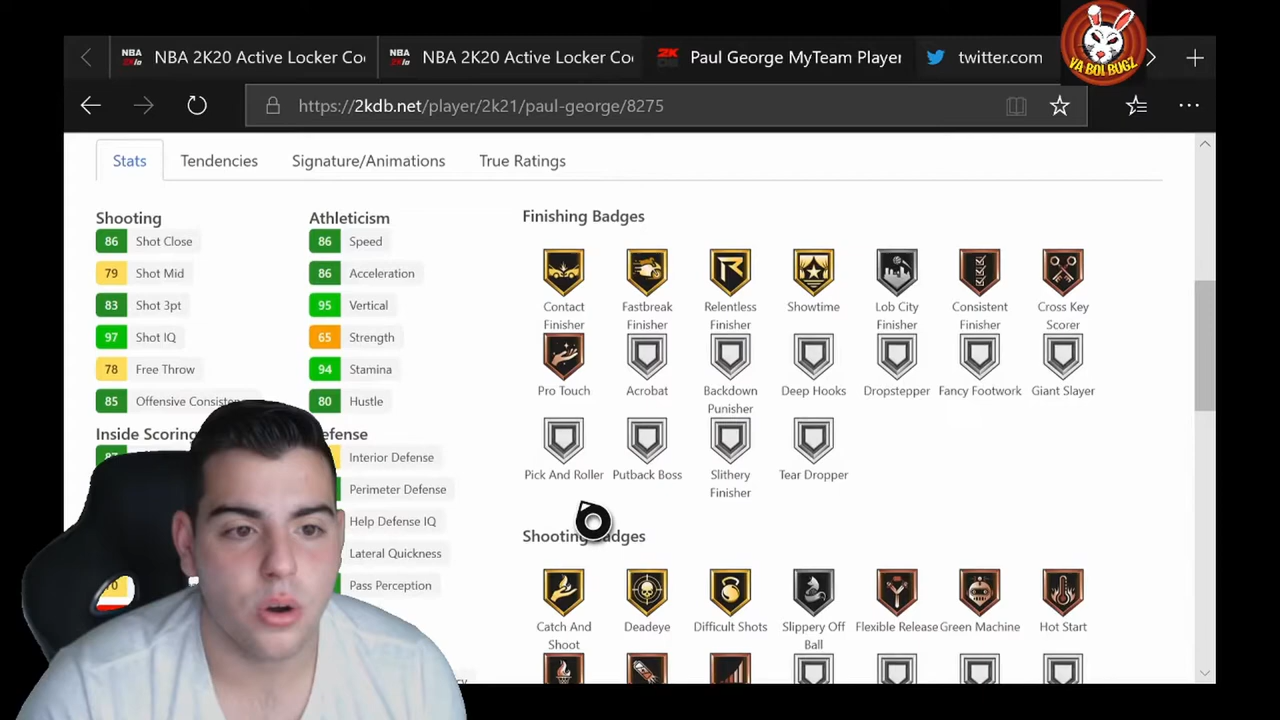 YA BOI BUGZ
NBA 2K20 Active Locker Co
NBA 2K20 Active Locker Co
Paul George MyTeam Player
twitter.com
https://2kdb.net/player/2k21/paul-george/8275
Stats
Tendencies
Signature/Animations
True Ratings
Shooting
86 Shot Close
79 Shot Mid
83 Shot 3pt
97 Shot IQ
78 Free Throw
85 Offensive Consisten
Inside Scoring
Athleticism
86 Speed
86 Acceleration
95 Vertical
65 Strength
94 Stamina
80 Hustle
efense
Interior Defense
Perimeter Defense
Help Defense IQ
Lateral Quickness
Pass Perception
Finishing Badges
Contact Finisher
Fastbreak Finisher
Relentless Finisher
Showtime
Lob City Finisher
Consistent Finisher
Cross Key Scorer
Pro Touch
Acrobat
Backdown Punisher
Deep Hooks
Dropstepper
Fancy Footwork
Giant Slayer
Pick And Roller
Putback Boss
Slithery Finisher
Tear Dropper
Shooting Badges
Catch And Shoot
Deadeye
Difficult Shots
Slippery Off Ball
Flexible Release
Green Machine
Hot Start